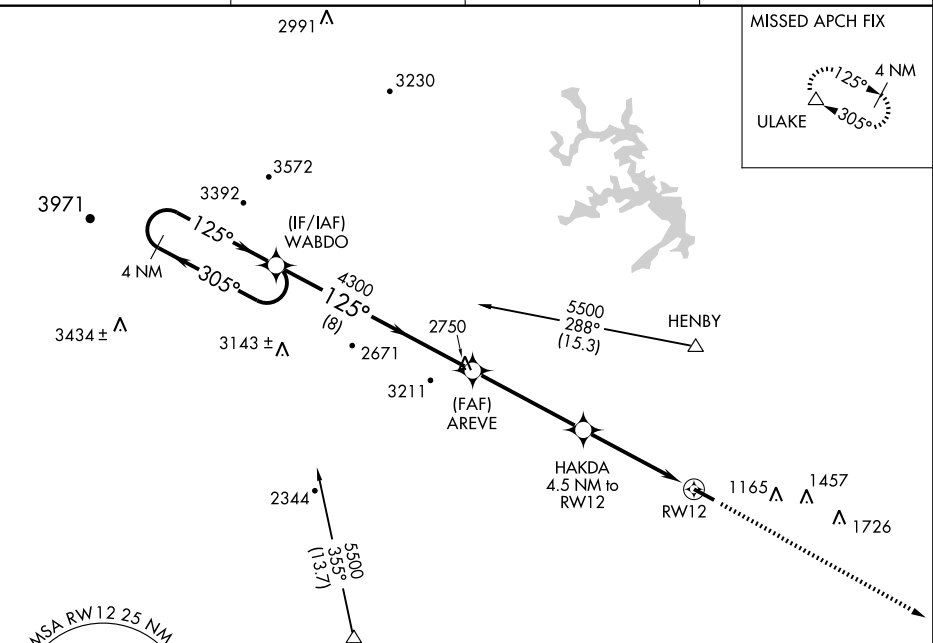 MISSED APCH FIX
125°
4 NM
305°
ULAKE
2991
3230
3572
3392
3971
(IF/IAF)
WABDO
125°
4 NM
305°
4300
125°
(8)
5500
288°
(15.3)
HENBY
2750
3434 ±
3143 ±
2671
3211
(FAF)
AREVE
HAKDA
4.5 NM to
RW12
RW12
1165
1457
1726
2344
5500
355°
(13.7)
MSA RW12 25 NM